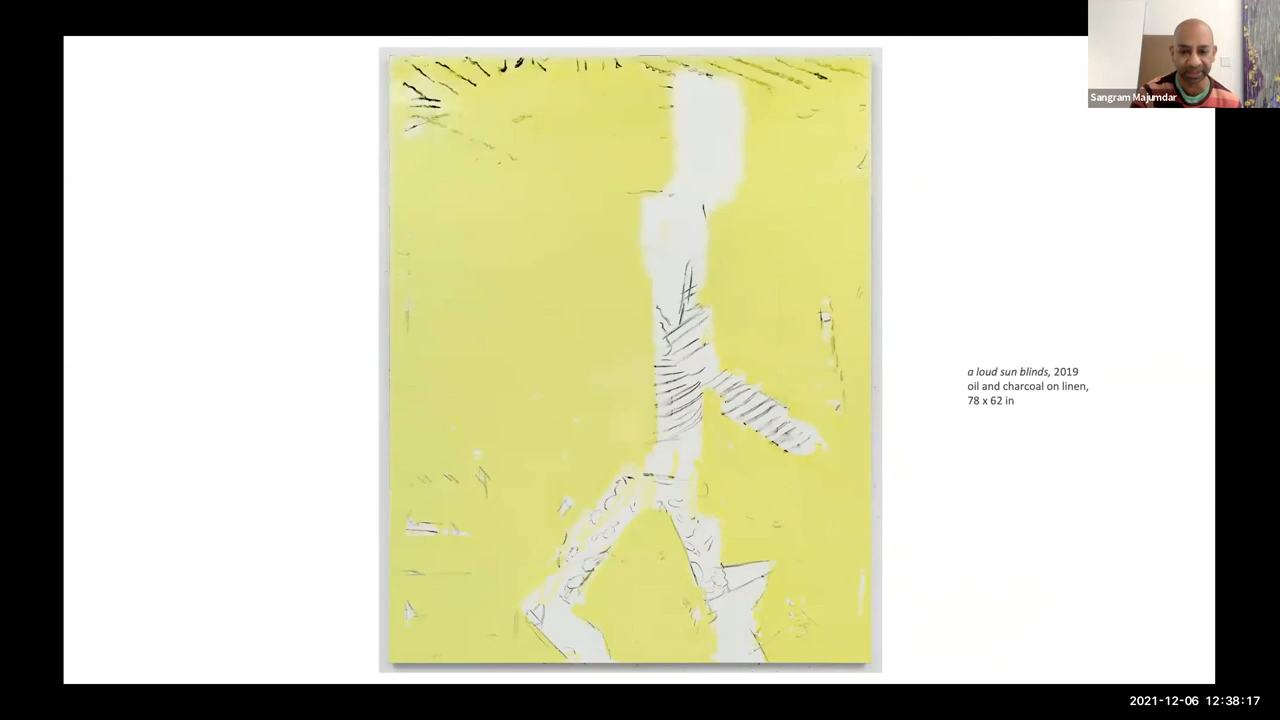 Sangram Majumdar
a loud sun blinds, 2019
oil and charcoal on linen,
78 x 62 in
2021-12-06 12:38:17